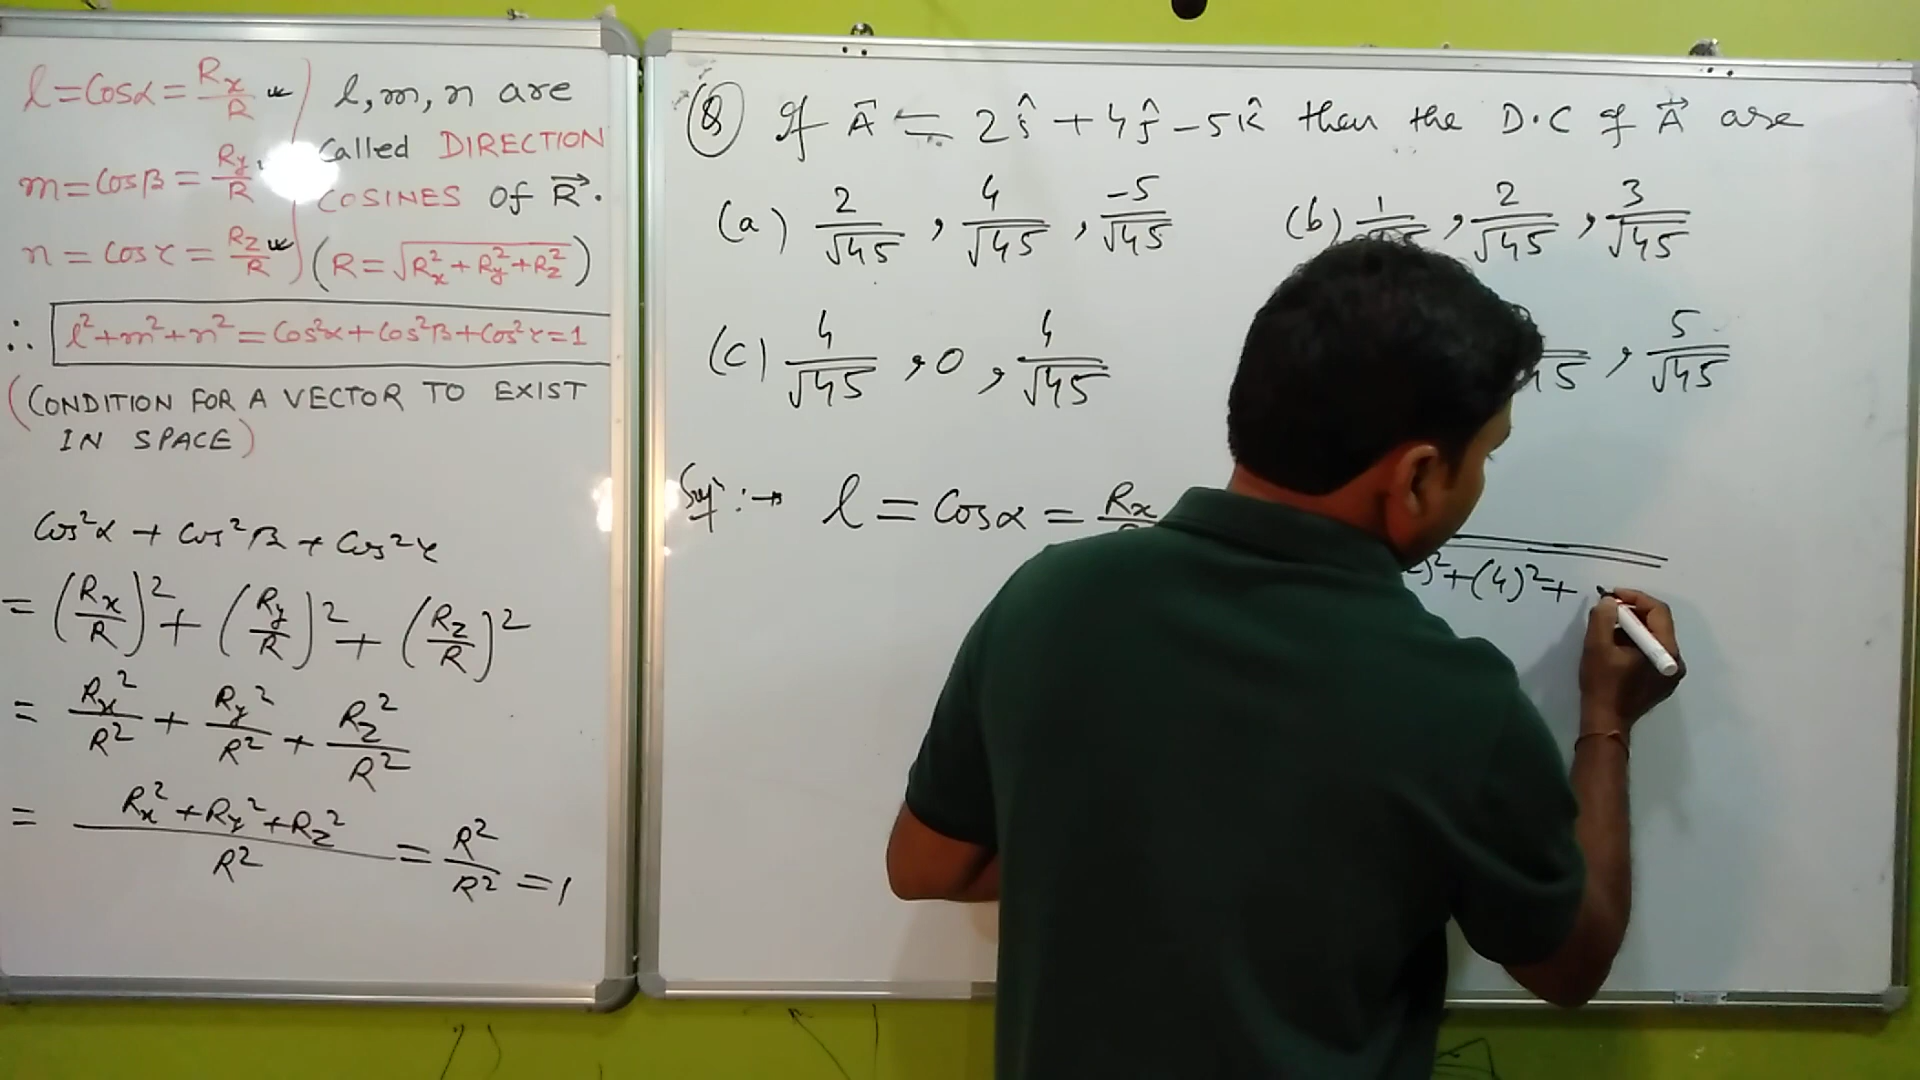 l = Cosα = Rx/R
m = Cosβ = Ry/R
n = Cosγ = Rz/R
l, m, n are
Called DIRECTION
COSINES Of R⃗.
(R = √(Rx² + Ry² + Rz²))
∴ l² + m² + n² = Cos²α + Cos²β + Cos²γ = 1
(CONDITION FOR A VECTOR TO EXIST
IN SPACE)
Cos²α + Cos²β + Cos²γ
= (Rx/R)² + (Ry/R)² + (Rz/R)²
= Rx²/R² + Ry²/R² + Rz²/R²
= (Rx² + Ry² + Rz²)/R² = R²/R² = 1
Q If A⃗ = 2î + 4ĵ - 5k̂ then the D.C of A⃗ are
(a) 2/√45, 4/√45, -5/√45 (b) 1/√45, 2/√45, 3/√45
(c) 4/√45, 0, 4/√45 , 5/√45
:→ l = Cosα = Rx
)² + (4)² +